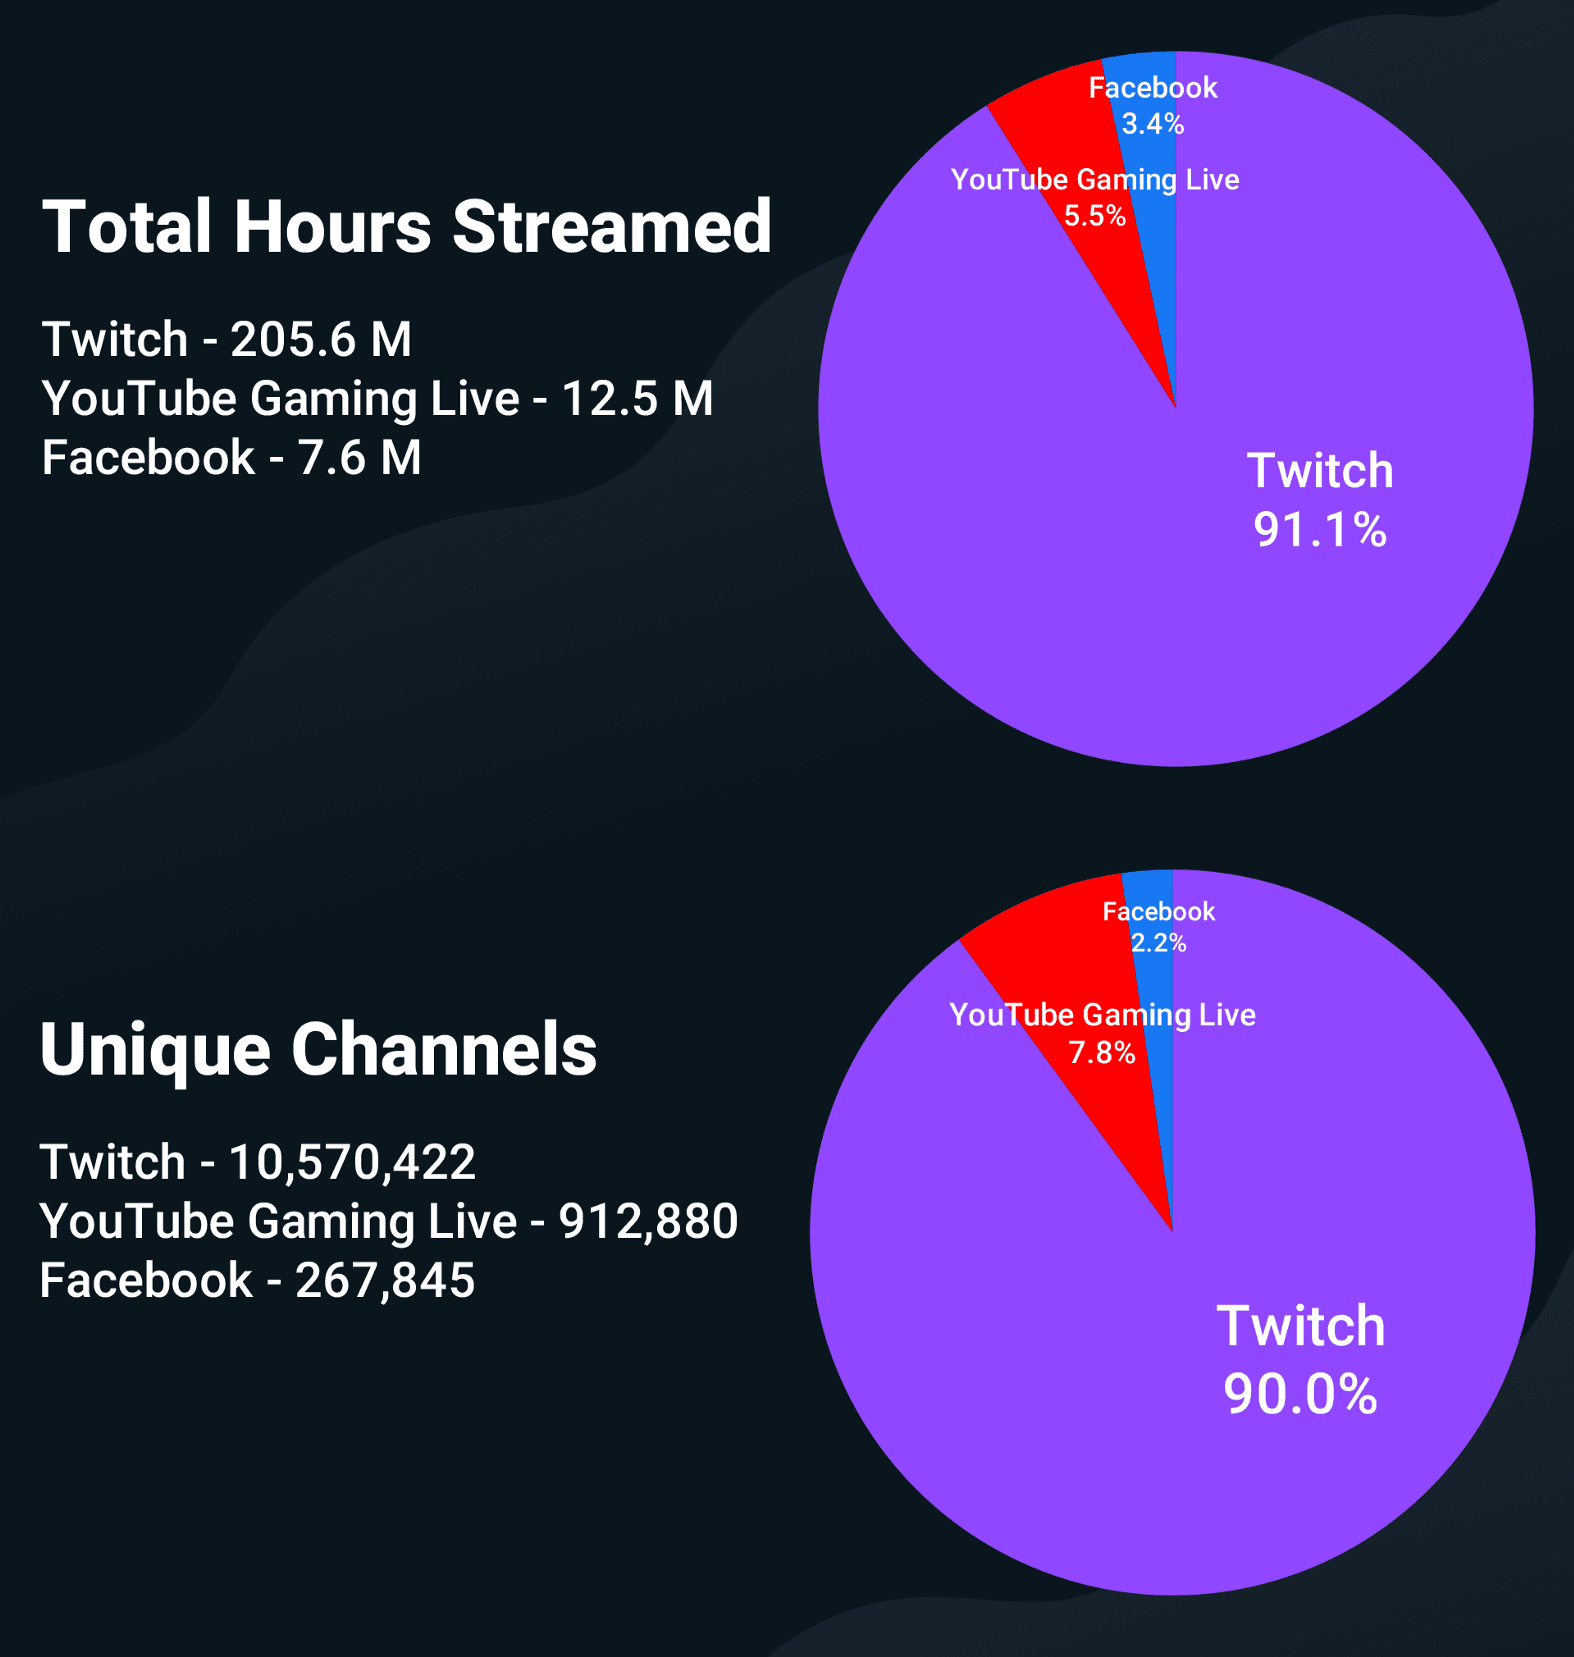 Total Hours Streamed
Twitch - 205.6 M
YouTube Gaming Live - 12.5 M
Facebook - 7.6 M
Facebook
3.4%
YouTube Gaming Live
5.5%
Twitch
91.1%
Unique Channels
Twitch - 10,570,422
YouTube Gaming Live - 912,880
Facebook - 267,845
Facebook
2.2%
YouTube Gaming Live
7.8%
Twitch
90.0%